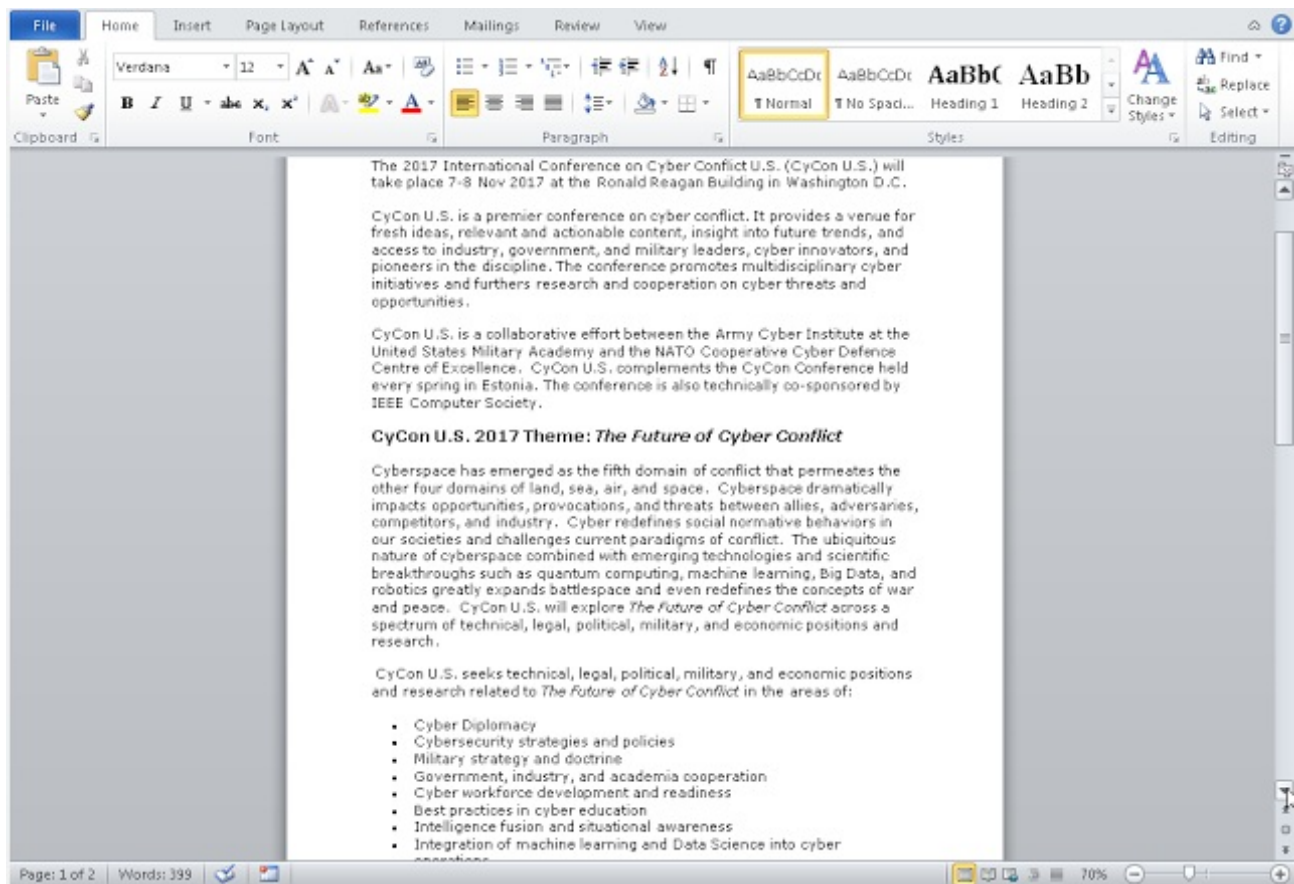 File Home Insert Page Layout References Mailings Review View
Verdana 12 Aa
Paste B I U abc x, x² A
AaBbCcDc AaBbCcDc AaBbC AaBb
¶ Normal ¶ No Spaci... Heading 1 Heading 2
Change Styles
Find
Replace
Select
Clipboard Font Paragraph Styles Editing
The 2017 International Conference on Cyber Conflict U.S. (CyCon U.S.) will
take place 7-8 Nov 2017 at the Ronald Reagan Building in Washington D.C.
CyCon U.S. is a premier conference on cyber conflict. It provides a venue for
fresh ideas, relevant and actionable content, insight into future trends, and
access to industry, government, and military leaders, cyber innovators, and
pioneers in the discipline. The conference promotes multidisciplinary cyber
initiatives and furthers research and cooperation on cyber threats and
opportunities.
CyCon U.S. is a collaborative effort between the Army Cyber Institute at the
United States Military Academy and the NATO Cooperative Cyber Defence
Centre of Excellence. CyCon U.S. complements the CyCon Conference held
every spring in Estonia. The conference is also technically co-sponsored by
IEEE Computer Society.
CyCon U.S. 2017 Theme: The Future of Cyber Conflict
Cyberspace has emerged as the fifth domain of conflict that permeates the
other four domains of land, sea, air, and space. Cyberspace dramatically
impacts opportunities, provocations, and threats between allies, adversaries,
competitors, and industry. Cyber redefines social normative behaviors in
our societies and challenges current paradigms of conflict. The ubiquitous
nature of cyberspace combined with emerging technologies and scientific
breakthroughs such as quantum computing, machine learning, Big Data, and
robotics greatly expands battlespace and even redefines the concepts of war
and peace. CyCon U.S. will explore The Future of Cyber Conflict across a
spectrum of technical, legal, political, military, and economic positions and
research.
CyCon U.S. seeks technical, legal, political, military, and economic positions
and research related to The Future of Cyber Conflict in the areas of:
• Cyber Diplomacy
• Cybersecurity strategies and policies
• Military strategy and doctrine
• Government, industry, and academia cooperation
• Cyber workforce development and readiness
• Best practices in cyber education
• Intelligence fusion and situational awareness
• Integration of machine learning and Data Science into cyber
Page: 1 of 2 Words: 399 70%